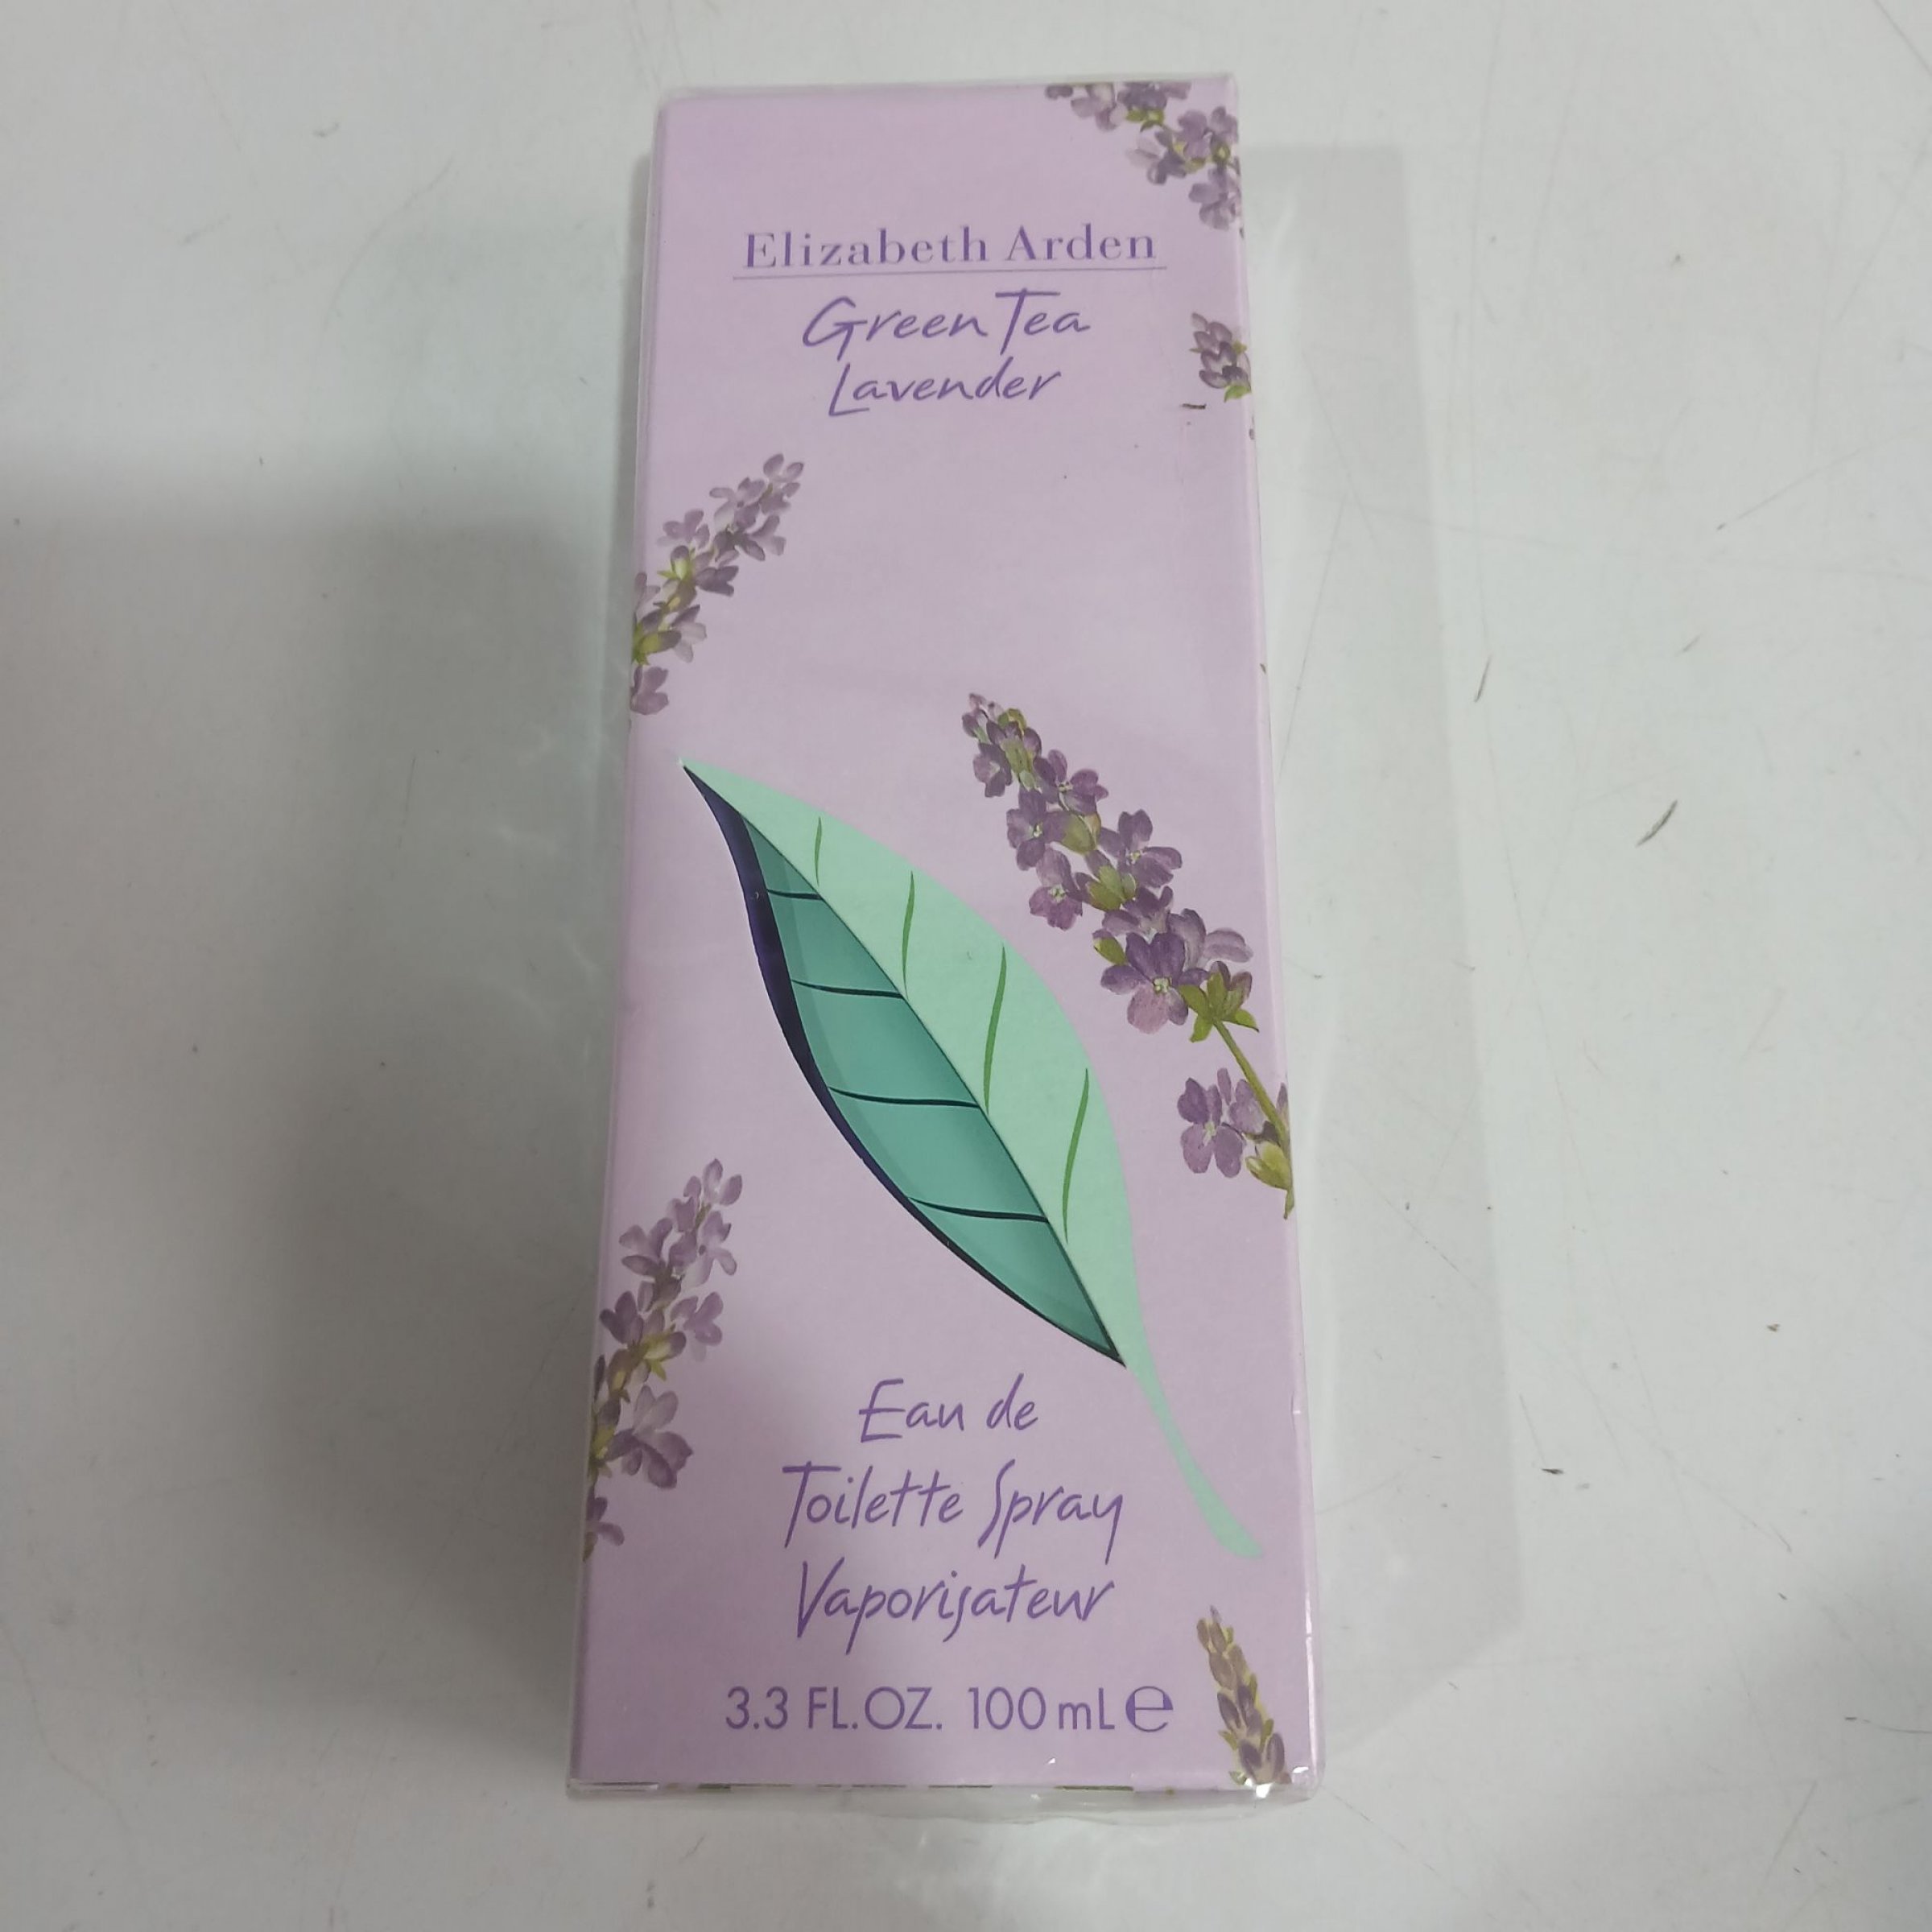 Elizabeth Arden
Green Tea
Lavender
Eau de
Toilette Spray
Vaporisateur
3.3 FL.OZ. 100 mL ℮